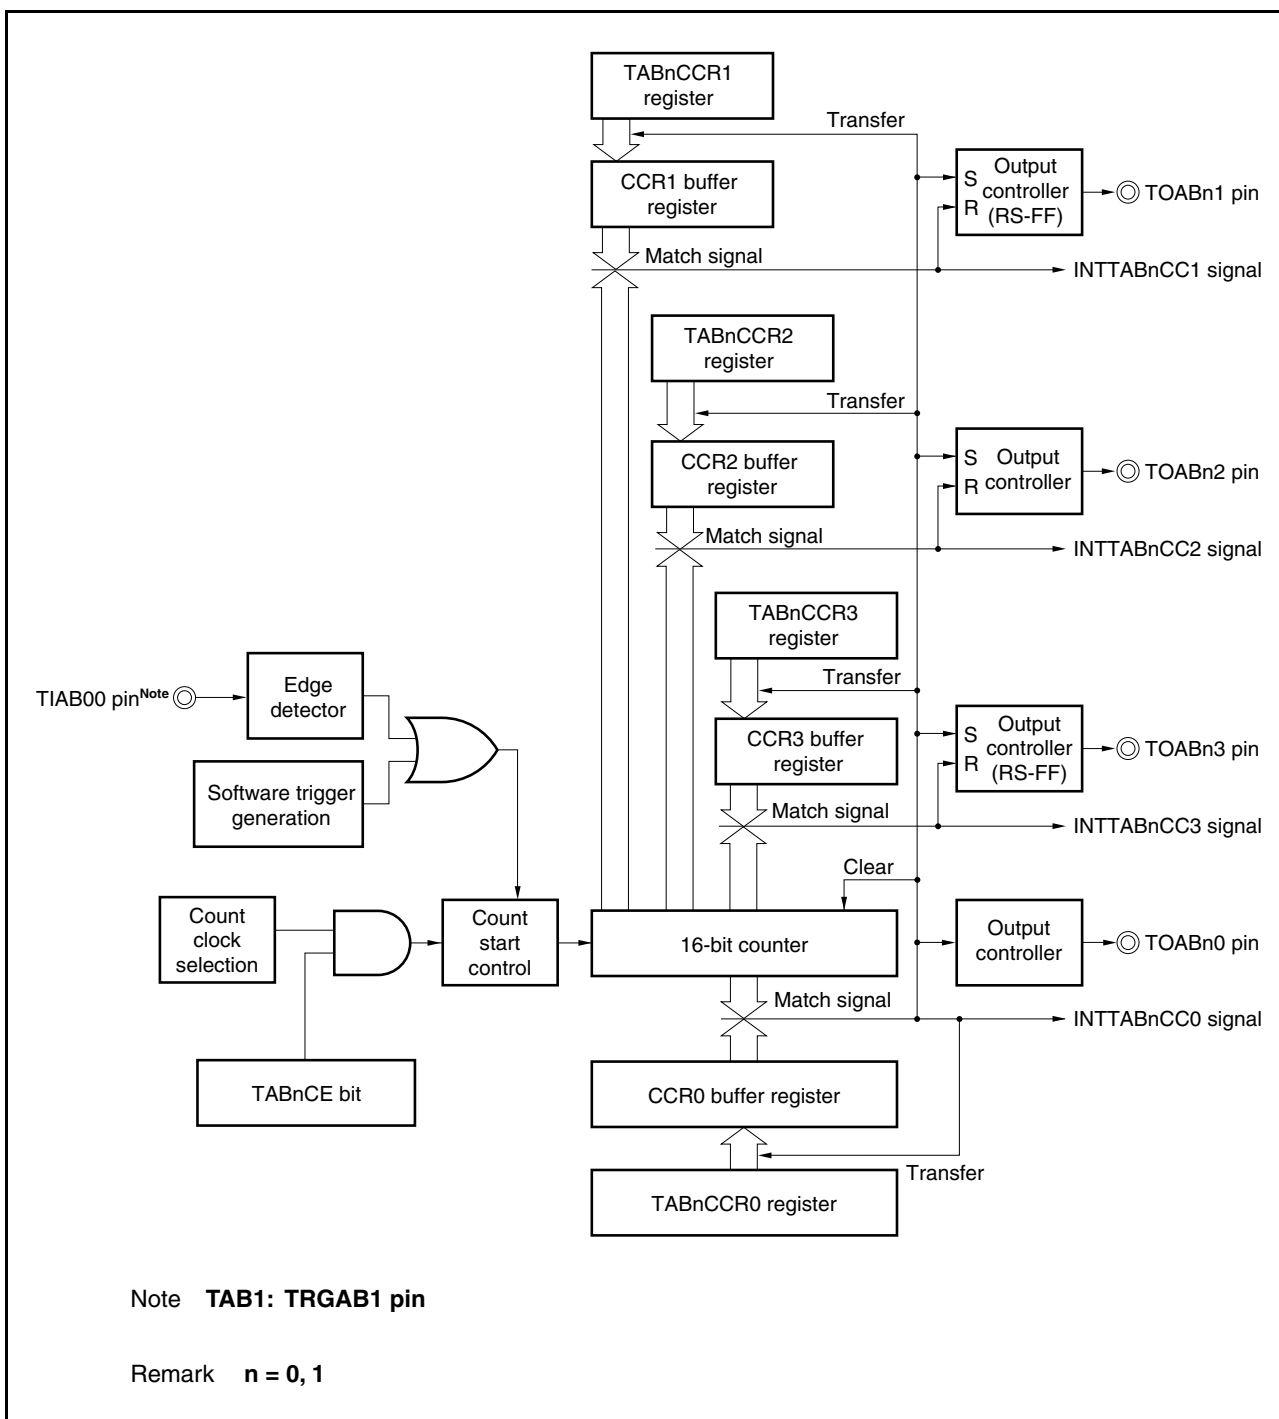 TABnCCR1
register
Transfer
CCR1 buffer
register
S
R
Output
controller
(RS-FF)
TOABn1 pin
Match signal
INTTABnCC1 signal
TABnCCR2
register
Transfer
CCR2 buffer
register
S
R
Output
controller
TOABn2 pin
Match signal
INTTABnCC2 signal
TABnCCR3
register
Transfer
TIAB00 pinNote
Edge
detector
CCR3 buffer
register
S
R
Output
controller
(RS-FF)
TOABn3 pin
Software trigger
generation
Match signal
INTTABnCC3 signal
Clear
Count
clock
selection
Count
start
control
16-bit counter
Output
controller
TOABn0 pin
Match signal
INTTABnCC0 signal
TABnCE bit
CCR0 buffer register
Transfer
TABnCCR0 register
Note TAB1: TRGAB1 pin
Remark n = 0, 1